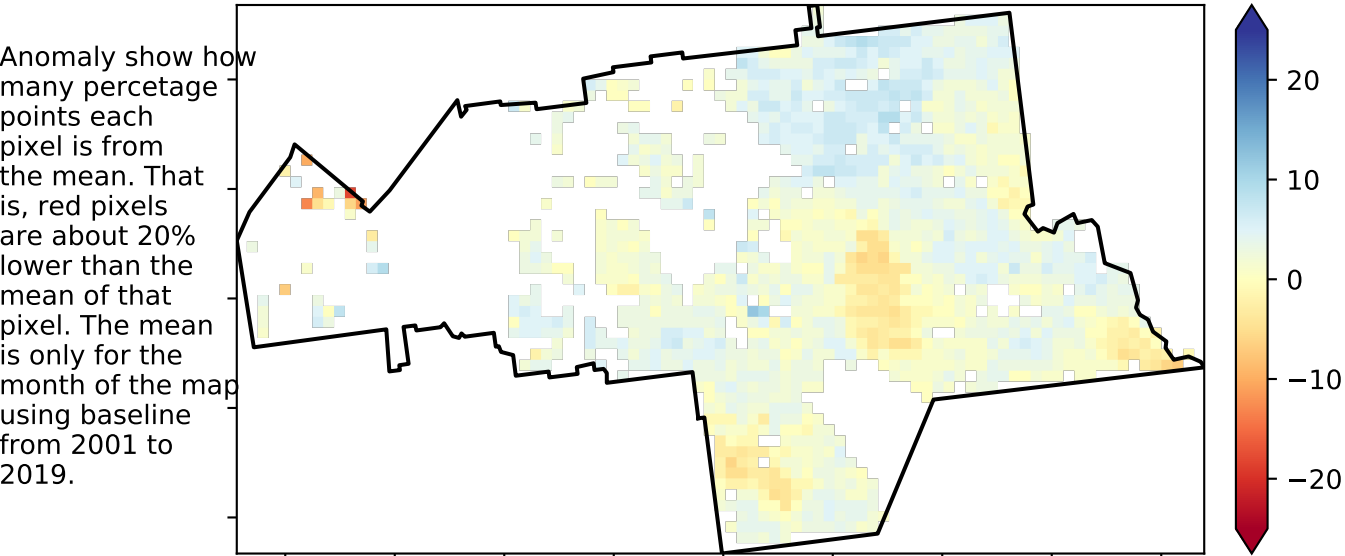 Anomaly show how
many percetage
points each
pixel is from
the mean. That
is, red pixels
are about 20%
lower than the
mean of that
pixel. The mean
is only for the
month of the map
using baseline
from 2001 to
2019.
20
10
0
−10
−20